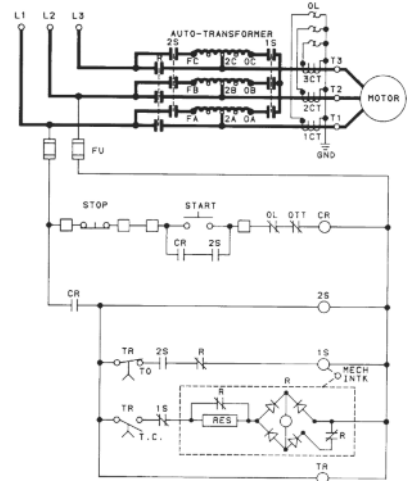 OL
L1 L2 L3
AUTO-TRANSFORMER
2S 1S
R FC 2C OC 3CT T3
FB 2B OB 2CT T2
FA 2A OA 1CT T1
MOTOR
GND
FU
STOP START
OL OTT CR
CR 2S
CR 2S
TR 2S R 1S
TO
MECH
INTK
R
TR 1S R
T.C. RES R
TR